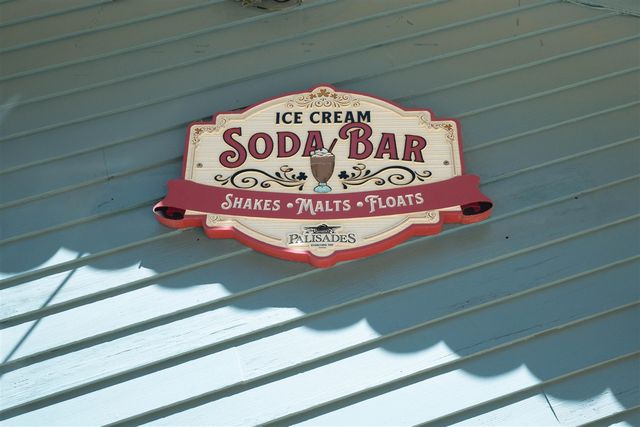 ICE CREAM
SODA BAR
SHAKES • MALTS • FLOATS
PALISADES